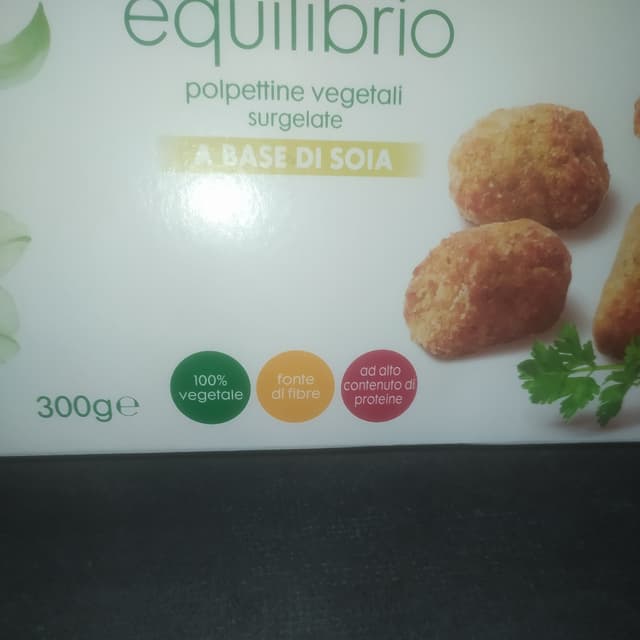 equilibrio
polpettine vegetali
surgelate
A BASE DI SOIA
100%
vegetale
fonte
di fibre
ad alto
contenuto di
proteine
300g℮